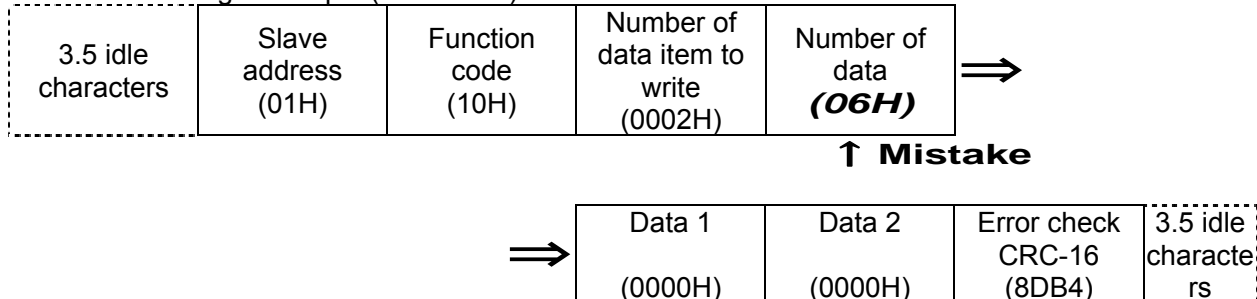 3.5 idle
characters
Slave
address
(01H)
Function
code
(10H)
Number of
data item to
write
(0002H)
Number of
data
(06H)
⇒
↑ Mistake
⇒
Data 1
(0000H)
Data 2
(0000H)
Error check
CRC-16
(8DB4)
3.5 idle
characte
rs